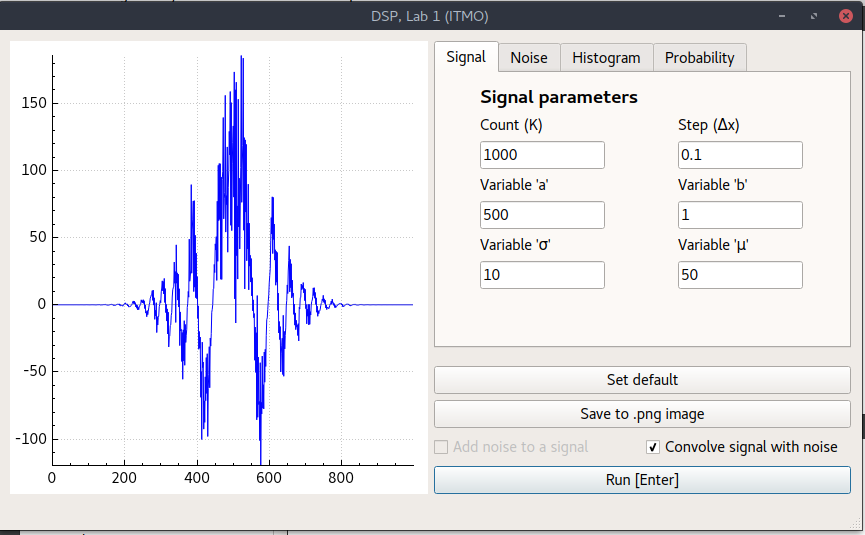 DSP, Lab 1 (ITMO)
Signal Noise Histogram Probability
Signal parameters
Count (K) Step (Δx)
1000 0.1
Variable 'a' Variable 'b'
500 1
Variable 'σ' Variable 'μ'
10 50
Set default
Save to .png image
Add noise to a signal Convolve signal with noise
Run [Enter]
150
100
50
0
-50
-100
0 200 400 600 800